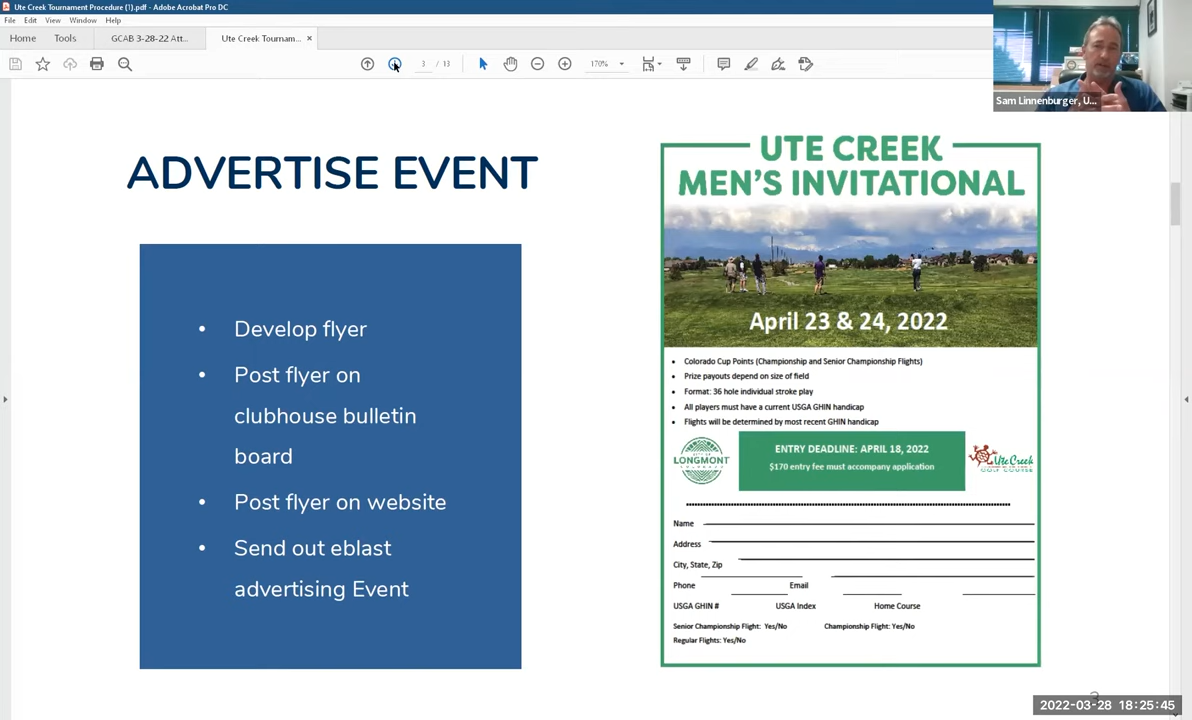 Ute Creek Tournament Procedure (1).pdf - Adobe Acrobat Pro DC
File Edit View Window Help
Home Tools GCAB 3-28-22 Att... Ute Creek Tournam... ×
3 / 13 170%
Sam Linnenburger, U...
ADVERTISE EVENT
• Develop flyer
• Post flyer on
clubhouse bulletin
board
• Post flyer on website
• Send out eblast
advertising Event
UTE CREEK
MEN'S INVITATIONAL
April 23 & 24, 2022
• Colorado Cup Points (Championship and Senior Championship Flights)
• Prize payouts depend on size of field
• Format: 36 hole individual stroke play
• All players must have a current USGA GHIN handicap
• Flights will be determined by most recent GHIN handicap
LONGMONT
ENTRY DEADLINE: APRIL 18, 2022
$170 entry fee must accompany application
Ute Creek
GOLF COURSE
Name
Address
City, State, Zip
Phone Email
USGA GHIN # USGA Index Home Course
Senior Championship Flight: Yes/No Championship Flight: Yes/No
Regular Flights: Yes/No
3
2022-03-28 18:25:45